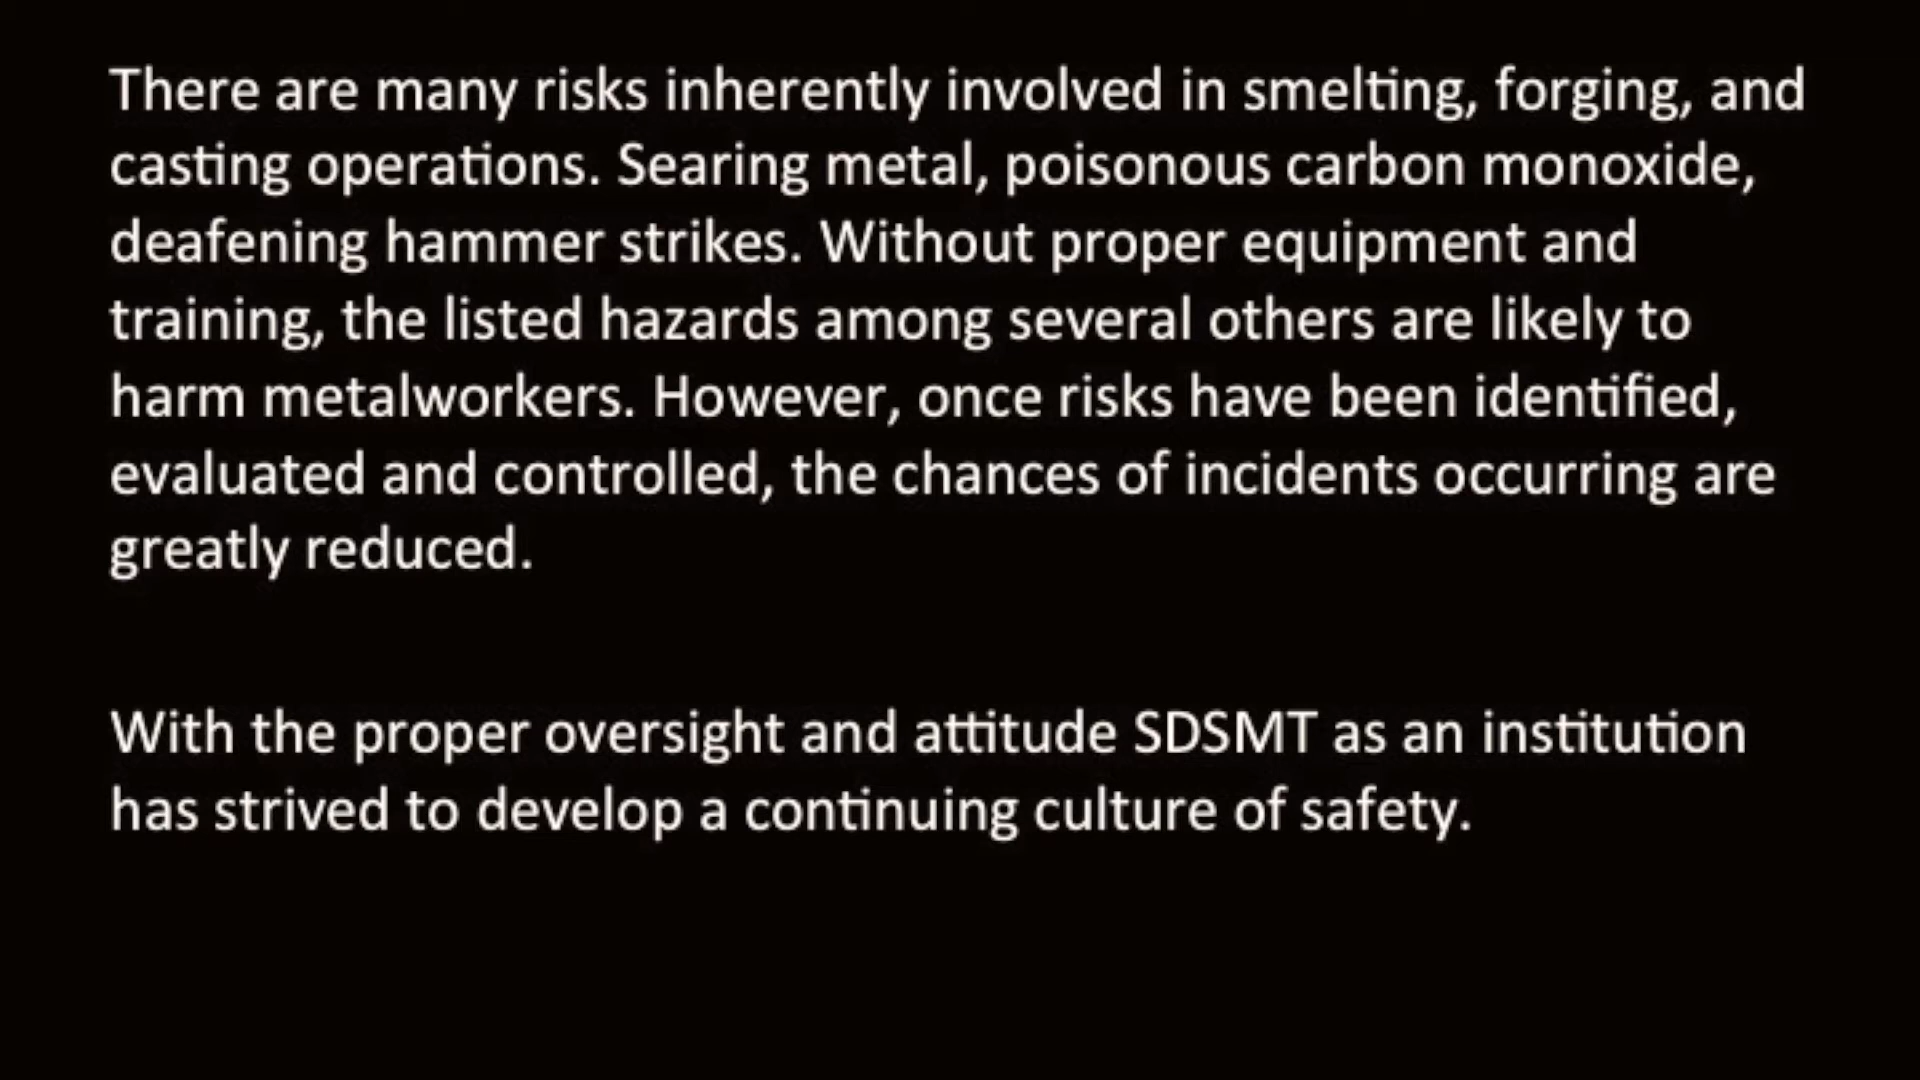 There are many risks inherently involved in smelting, forging, and
casting operations. Searing metal, poisonous carbon monoxide,
deafening hammer strikes. Without proper equipment and
training, the listed hazards among several others are likely to
harm metalworkers. However, once risks have been identified,
evaluated and controlled, the chances of incidents occurring are
greatly reduced.
With the proper oversight and attitude SDSMT as an institution
has strived to develop a continuing culture of safety.